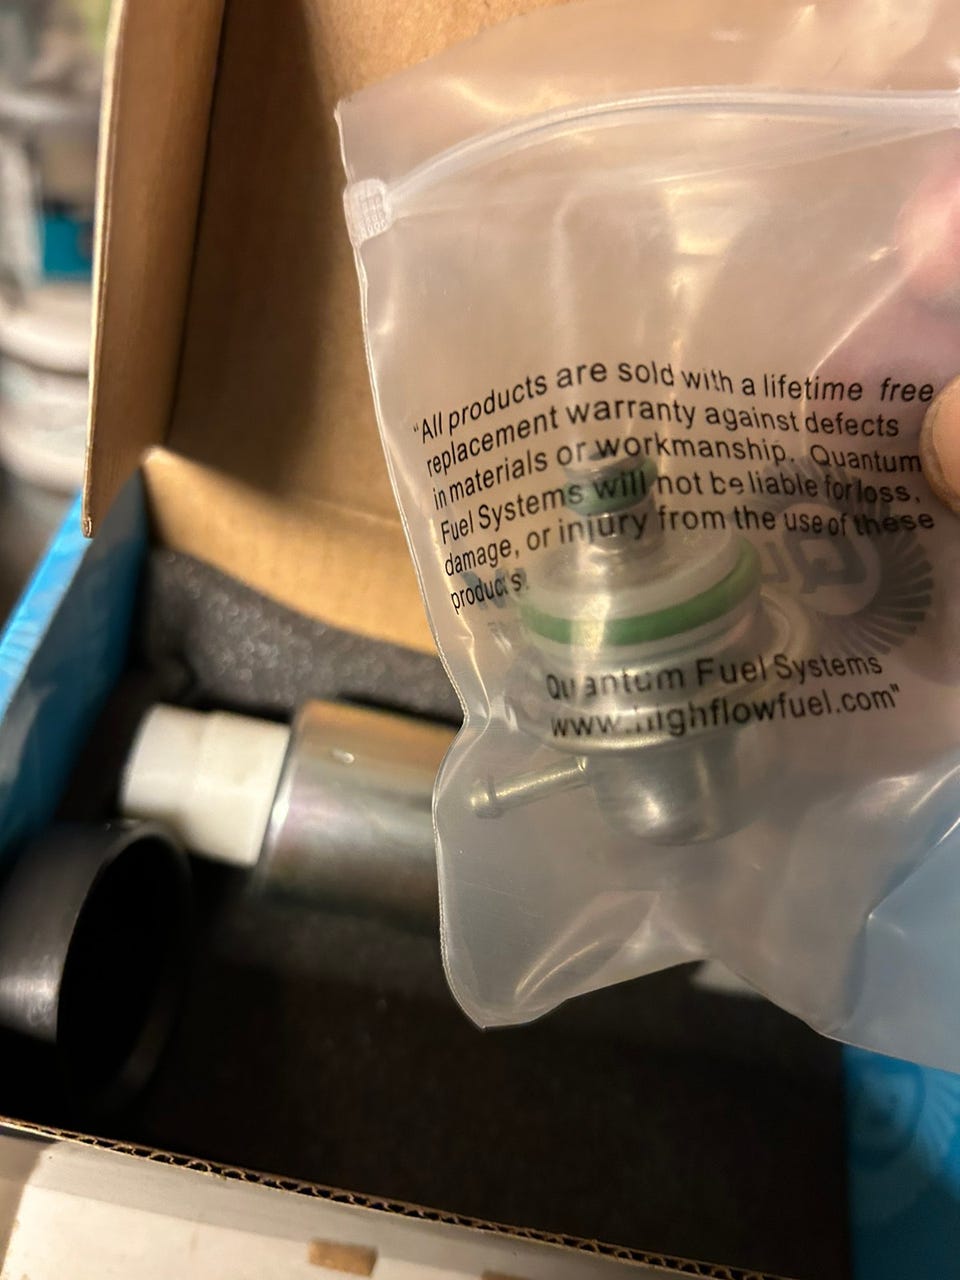 "All products are sold with a lifetime free
replacement warranty against defects
in materials or workmanship. Quantum
Fuel Systems will not be liable for loss,
damage, or injury from the use of these
products.
Quantum Fuel Systems
www.highflowfuel.com"